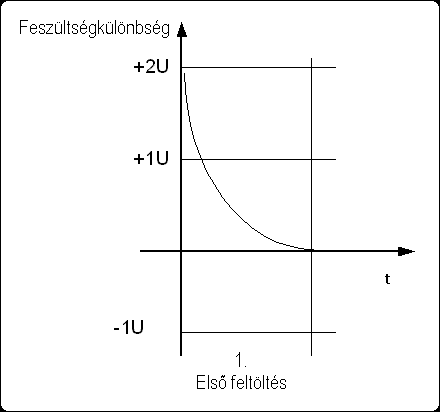 Feszültségkülönbség
+2U
+1U
t
-1U
1.
Első feltöltés